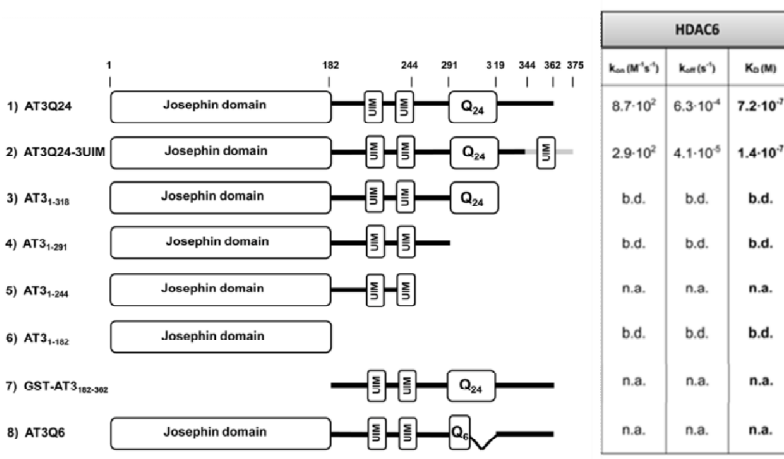 HDAC6
kon (M-1s-1) koff (s-1) KD (M)
1 182 244 291 319 344 362 375
1) AT3Q24 Josephin domain UIM UIM Q24 8.7·10² 6.3·10⁻⁴ 7.2·10⁻⁷
2) AT3Q24-3UIM Josephin domain UIM UIM Q24 UIM 2.9·10² 4.1·10⁻⁵ 1.4·10⁻⁷
3) AT31-318 Josephin domain UIM UIM Q24 b.d. b.d. b.d.
4) AT31-291 Josephin domain UIM UIM b.d. b.d. b.d.
5) AT31-244 Josephin domain UIM UIM n.a. n.a. n.a.
6) AT31-182 Josephin domain b.d. b.d. b.d.
7) GST-AT3182-362 UIM UIM Q24 n.a. n.a. n.a.
8) AT3Q6 Josephin domain UIM UIM Q6 n.a. n.a. n.a.